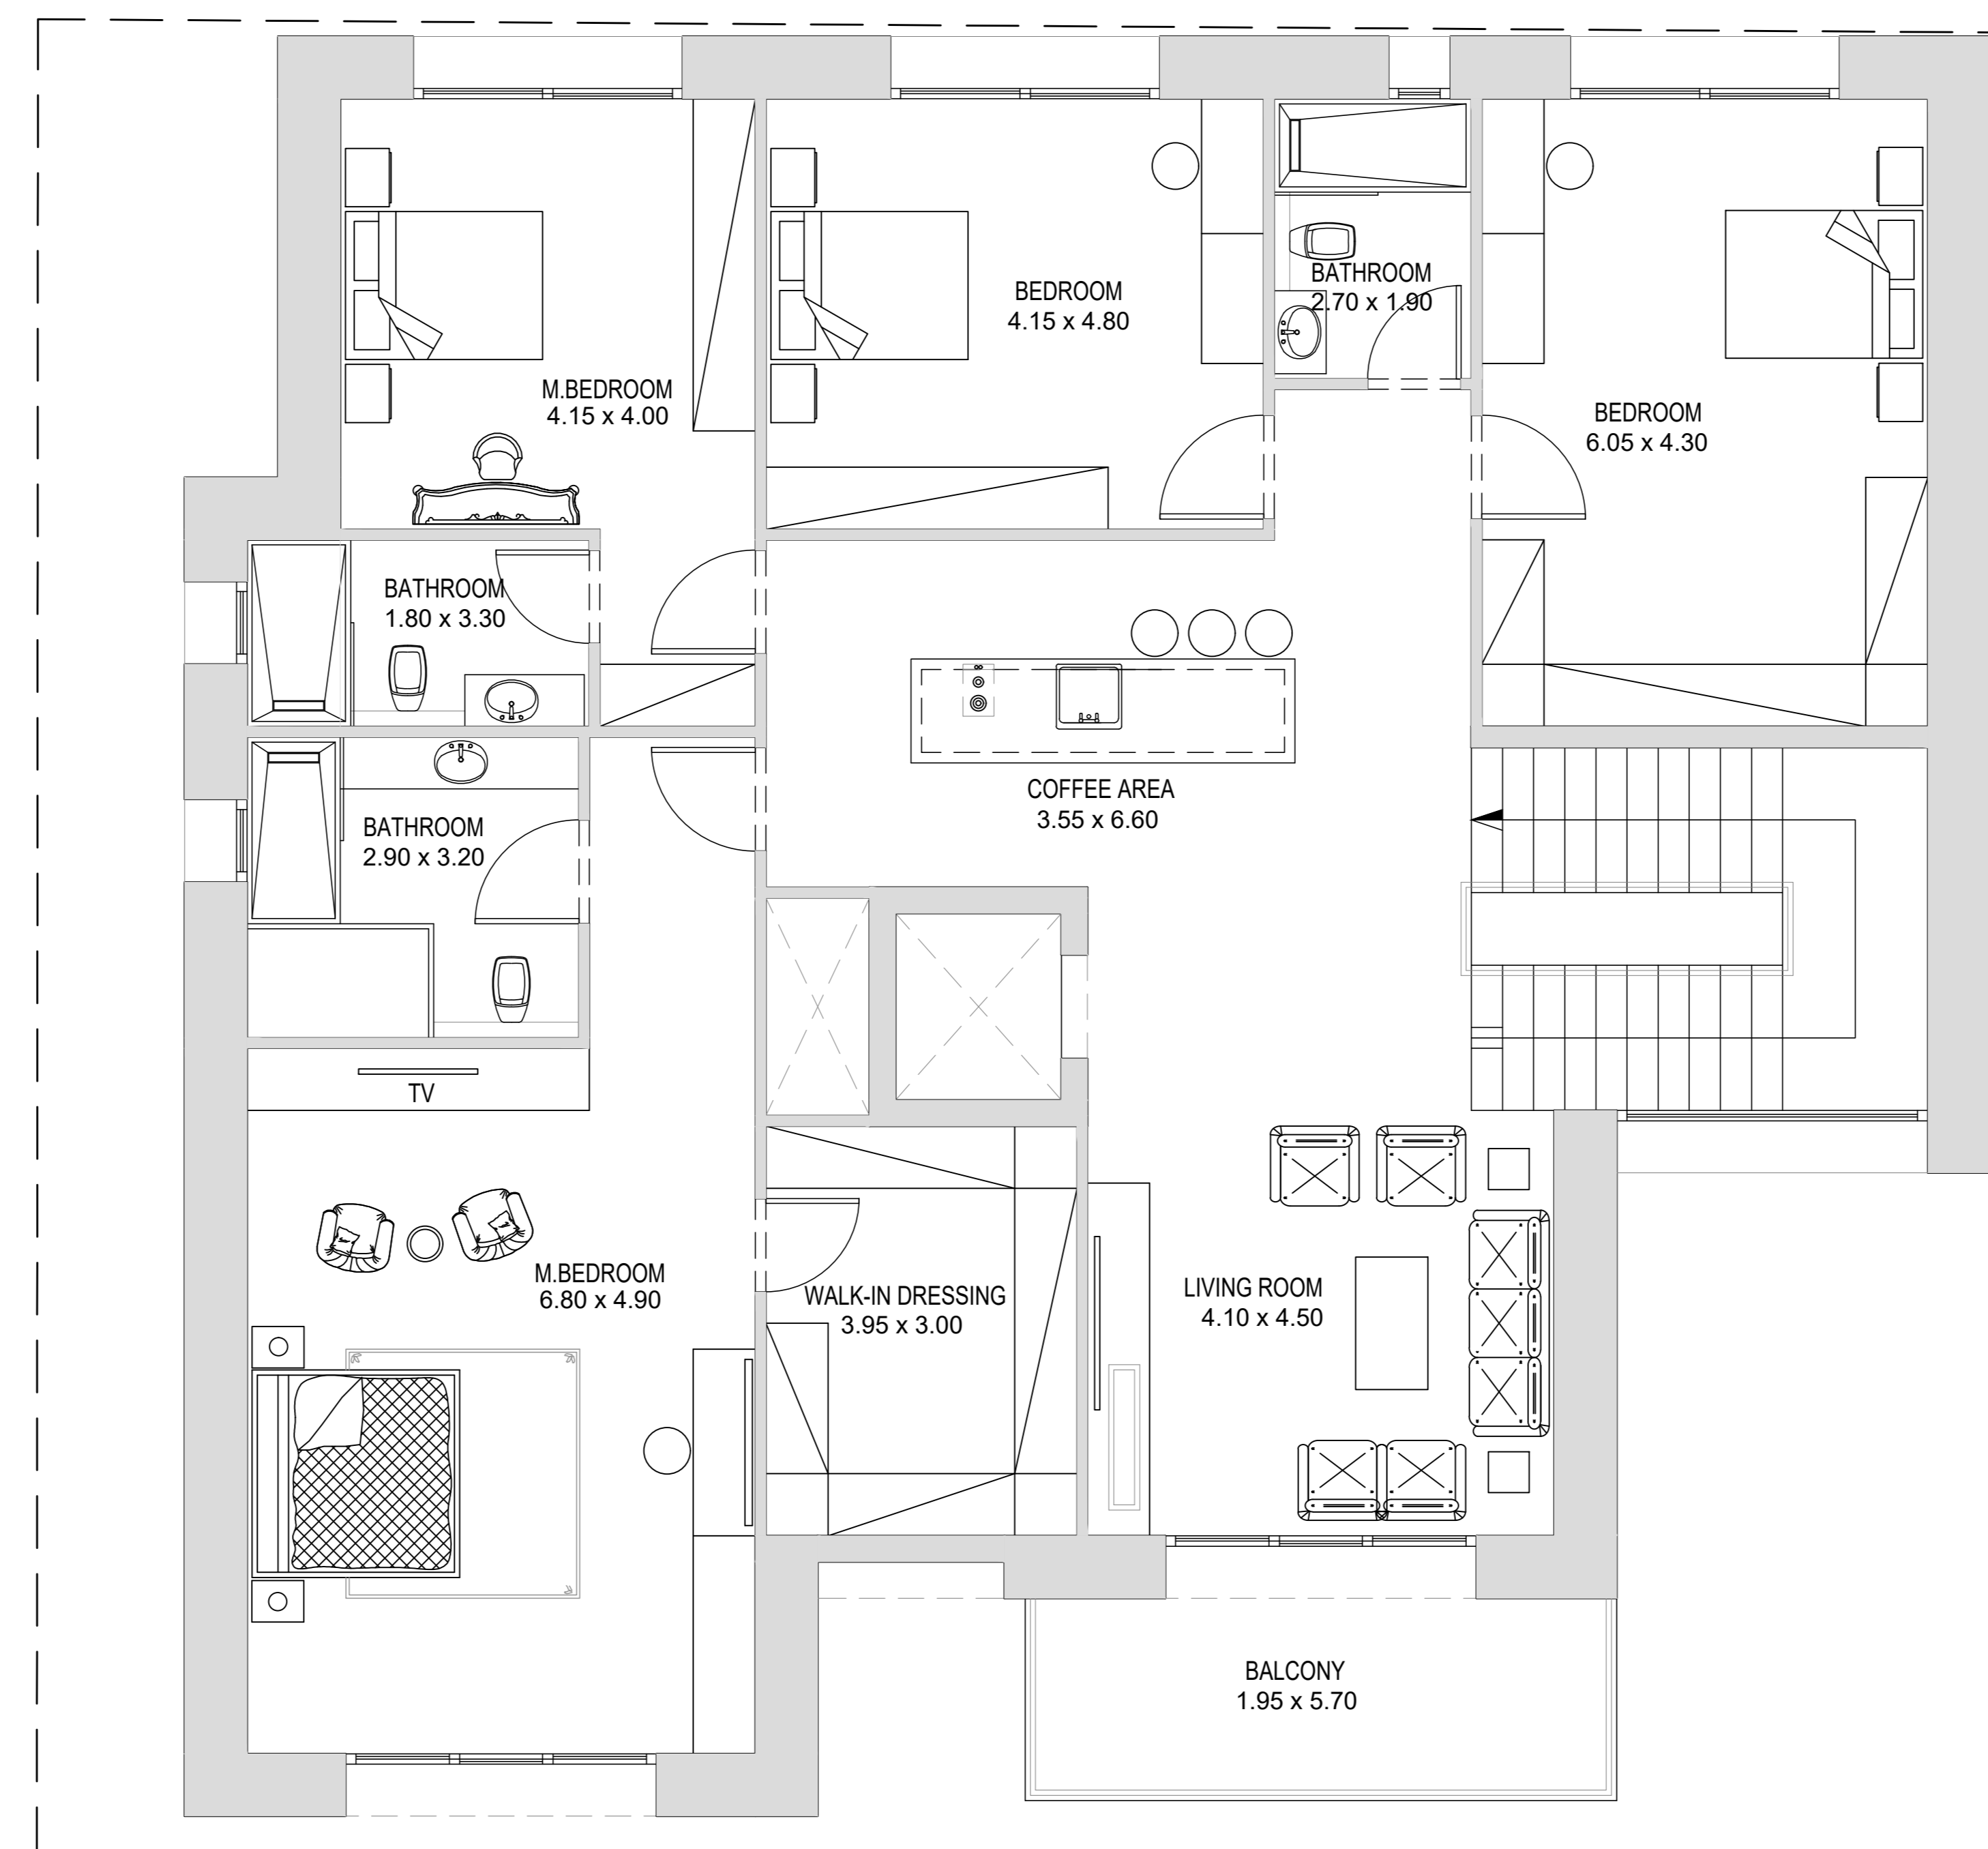 BATHROOM
2.70 x 1.90
BEDROOM
4.15 x 4.80
M.BEDROOM
4.15 x 4.00
BEDROOM
6.05 x 4.30
BATHROOM
1.80 x 3.30
COFFEE AREA
3.55 x 6.60
BATHROOM
2.90 x 3.20
TV
M.BEDROOM
6.80 x 4.90
WALK-IN DRESSING
3.95 x 3.00
LIVING ROOM
4.10 x 4.50
BALCONY
1.95 x 5.70